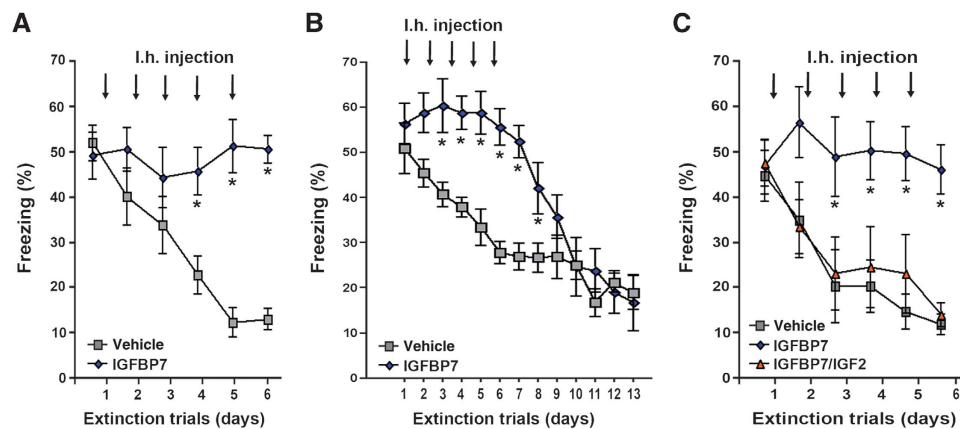 A
I.h. injection
70
60
50
40
30
20
10
0
Freezing (%)
*
*
*
Vehicle
IGFBP7
1 2 3 4 5 6
Extinction trials (days)
B
I.h. injection
70
60
50
40
30
20
10
0
Freezing (%)
* * * * *
*
Vehicle
IGFBP7
1 2 3 4 5 6 7 8 9 10 11 12 13
Extinction trials (days)
C
I.h. injection
70
60
50
40
30
20
10
0
Freezing (%)
* * * *
Vehicle
IGFBP7
IGFBP7/IGF2
1 2 3 4 5 6
Extinction trials (days)